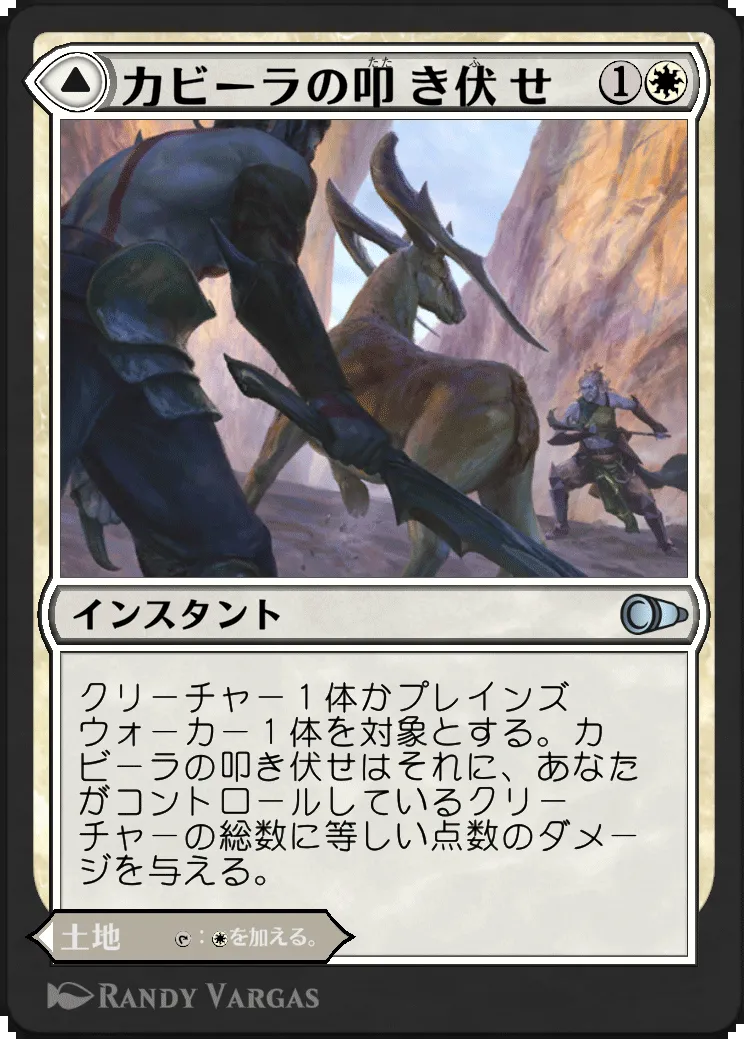 カビーラの叩き伏せ 1
インスタント
クリーチャー１体かプレインズ
ウォーカー１体を対象とする。カ
ビーラの叩き伏せはそれに、あなた
がコントロールしているクリー
チャーの総数に等しい点数のダメー
ジを与える。
土地 :を加える。
RANDY VARGAS